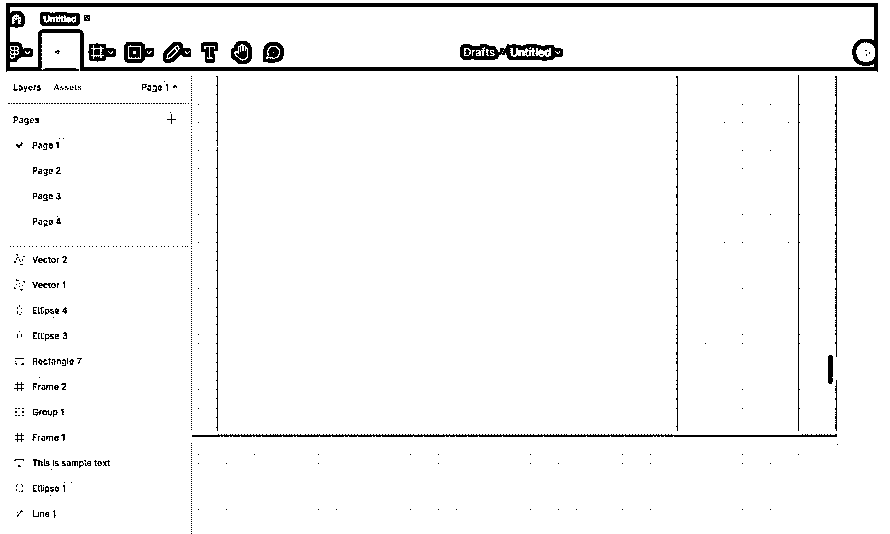 Untitled
Drafts / Untitled
Layers Assets Page 1
Pages
Page 1
Page 2
Page 3
Page 4
Vector 2
Vector 1
Ellipse 4
Ellipse 3
Rectangle 7
Frame 2
Group 1
Frame 1
This is sample text
Ellipse 1
Line 1